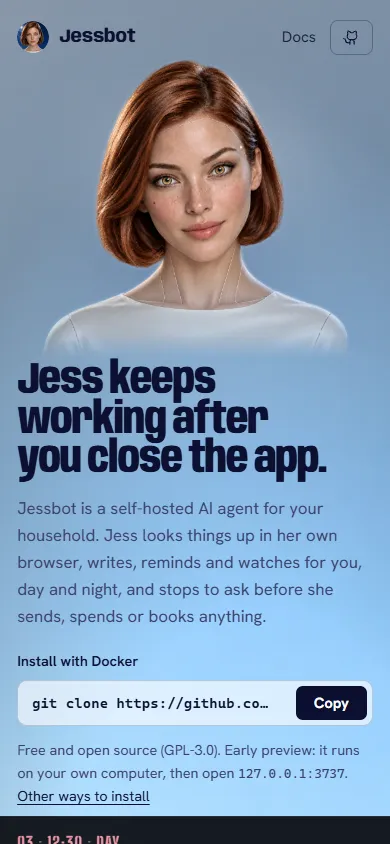 Jessbot
Docs
Jess keeps
working after
you close the app.
Jessbot is a self-hosted AI agent for your
household. Jess looks things up in her own
browser, writes, reminds and watches for you,
day and night, and stops to ask before she
sends, spends or books anything.
Install with Docker
git clone https://github.co…
Copy
Free and open source (GPL-3.0). Early preview: it runs
on your own computer, then open 127.0.0.1:3737.
Other ways to install
03 · 12:30 · DAY